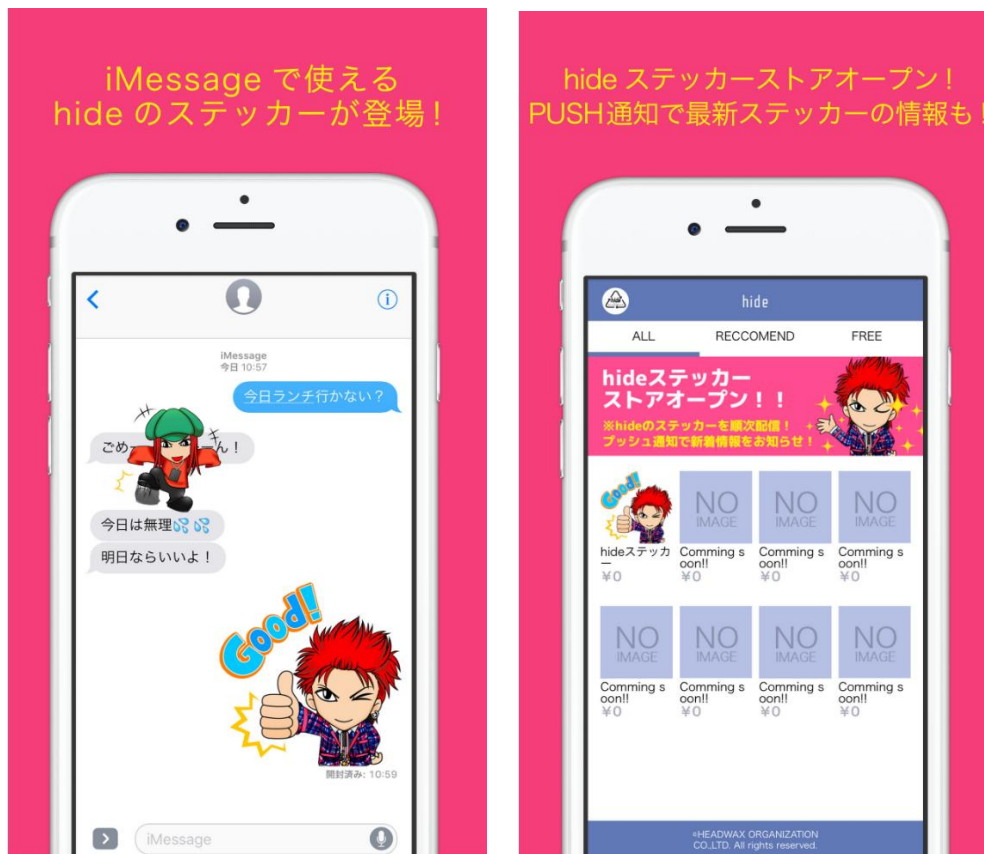 iMessage で使える
hide のステッカーが登場！
iMessage
今日 10:57
今日ランチ行かない？
ごめ
ん！
今日は無理💦💦
明日ならいいよ！
Good!
開封済み: 10:59
iMessage
hide ステッカーストアオープン！
PUSH通知で最新ステッカーの情報も！
hide
ALL RECCOMEND FREE
hideステッカー
ストアオープン！！
※hideのステッカーを順次配信！
プッシュ通知で新着情報をお知らせ！
Good!
NO NO NO
IMAGE IMAGE IMAGE
hideステッカ Comming s Comming s Comming s
ー oon!! oon!! oon!!
¥0 ¥0 ¥0 ¥0
NO NO NO NO
IMAGE IMAGE IMAGE IMAGE
Comming s Comming s Comming s Comming s
oon!! oon!! oon!! oon!!
¥0 ¥0 ¥0 ¥0
©HEADWAX ORGANIZATION
CO.,LTD. All rights reserved.